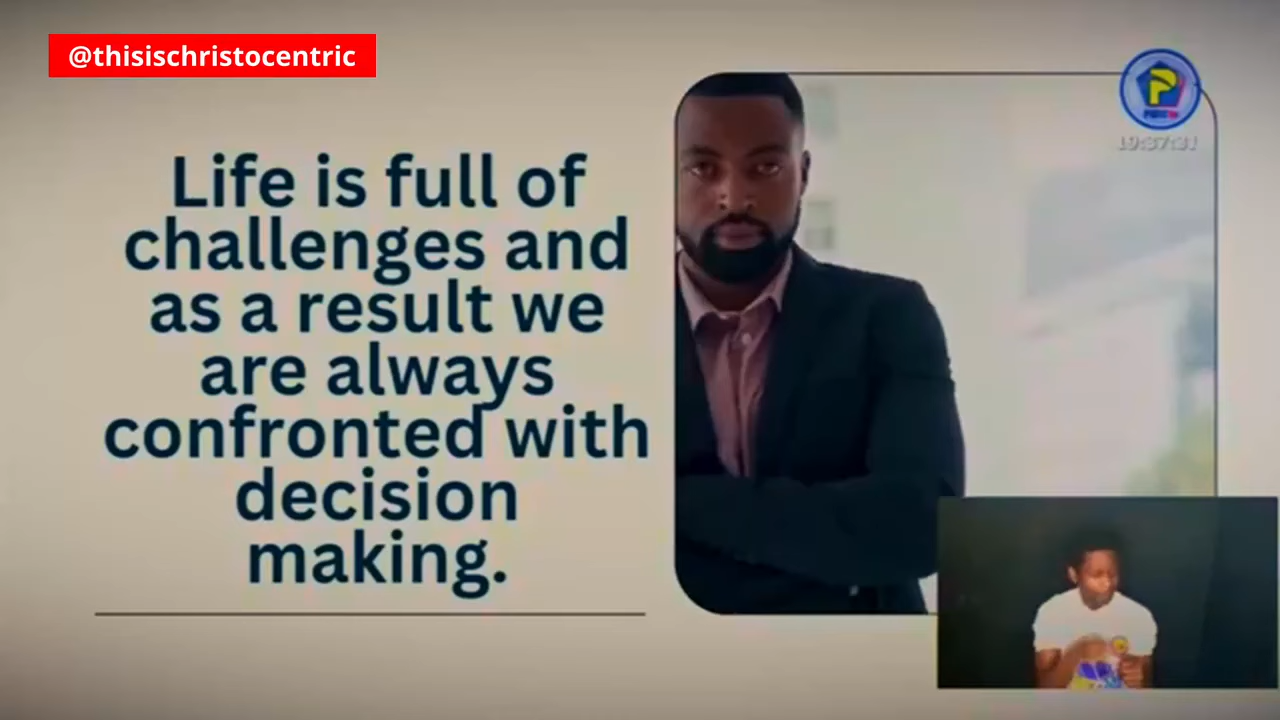 @thisischristocentric
P
19:37:31
Life is full of
challenges and
as a result we
are always
confronted with
decision
making.